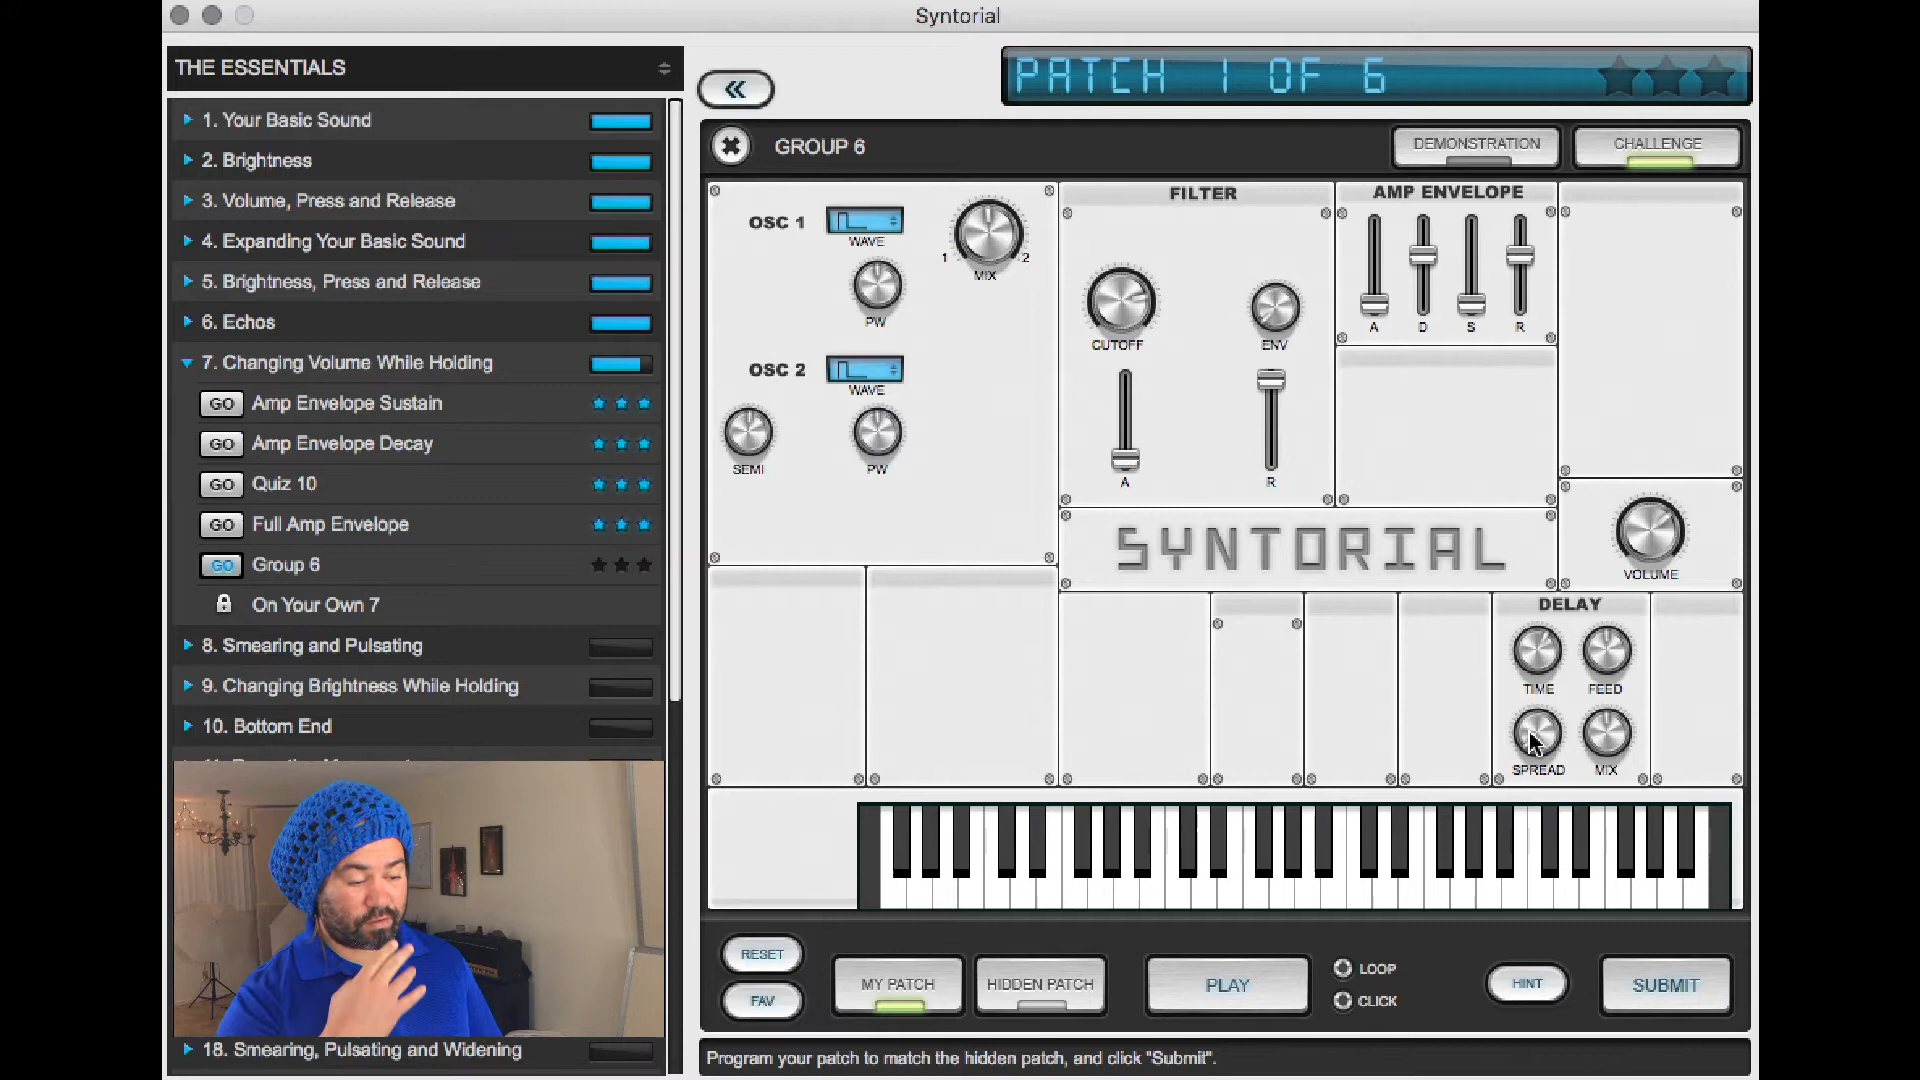 Syntorial
THE ESSENTIALS
1. Your Basic Sound
2. Brightness
3. Volume, Press and Release
4. Expanding Your Basic Sound
5. Brightness, Press and Release
6. Echos
7. Changing Volume While Holding
GO Amp Envelope Sustain
GO Amp Envelope Decay
GO Quiz 10
GO Full Amp Envelope
GO Group 6
On Your Own 7
8. Smearing and Pulsating
9. Changing Brightness While Holding
10. Bottom End
18. Smearing, Pulsating and Widening
PATCH 1 OF 6
GROUP 6
DEMONSTRATION
CHALLENGE
OSC 1
WAVE
1 2
MIX
PW
OSC 2
WAVE
SEMI
PW
FILTER
CUTOFF
ENV
A
R
AMP ENVELOPE
A D S R
SYNTORIAL
VOLUME
DELAY
TIME FEED
SPREAD MIX
RESET
FAV
MY PATCH
HIDDEN PATCH
PLAY
LOOP
CLICK
HINT
SUBMIT
Program your patch to match the hidden patch, and click "Submit".